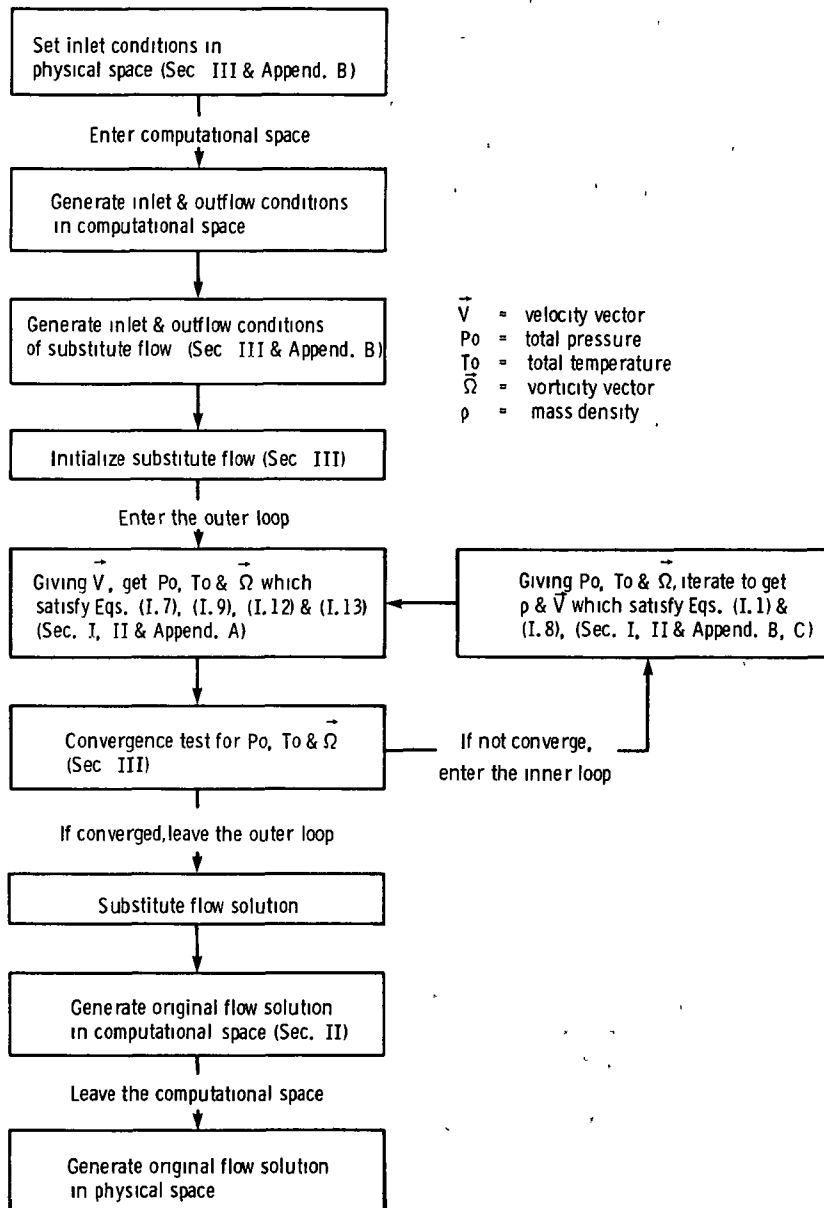 Set inlet conditions in
physical space (Sec III & Append. B)
Enter computational space
Generate inlet & outflow conditions
in computational space
Generate inlet & outflow conditions
of substitute flow (Sec III & Append. B)
Initialize substitute flow (Sec III)
Enter the outer loop
Giving V⃗, get Po, To & Ω⃗ which
satisfy Eqs. (I.7), (I.9), (I.12) & (I.13)
(Sec. I, II & Append. A)
Convergence test for Po, To & Ω⃗
(Sec III)
If not converge,
enter the inner loop
Giving Po, To & Ω⃗, iterate to get
ρ & V⃗ which satisfy Eqs. (I.1) &
(I.8), (Sec. I, II & Append. B, C)
If converged, leave the outer loop
Substitute flow solution
Generate original flow solution
in computational space (Sec. II)
Leave the computational space
Generate original flow solution
in physical space
V⃗ = velocity vector
Po = total pressure
To = total temperature
Ω⃗ = vorticity vector
ρ = mass density